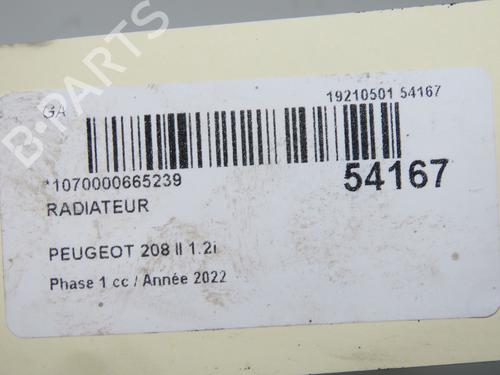 GA
19210501 54167
*1070000665239
54167
RADIATEUR
PEUGEOT 208 II 1.2i
Phase 1 cc / Année 2022
B-PARTS